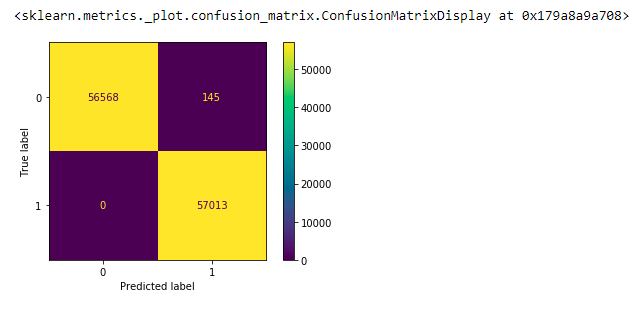 <sklearn.metrics._plot.confusion_matrix.ConfusionMatrixDisplay at 0x179a8a9a708>
50000
0 56568 145
40000
True label
30000
20000
1 0 57013
10000
0
0 1
Predicted label